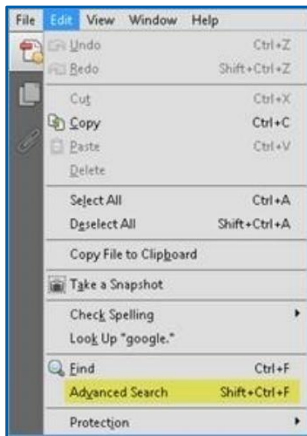 File Edit View Window Help
Undo Ctrl+Z
Redo Shift+Ctrl+Z
Cut Ctrl+X
Copy Ctrl+C
Paste Ctrl+V
Delete
Select All Ctrl+A
Deselect All Shift+Ctrl+A
Copy File to Clipboard
Take a Snapshot
Check Spelling
Look Up "google."
Find Ctrl+F
Advanced Search Shift+Ctrl+F
Protection